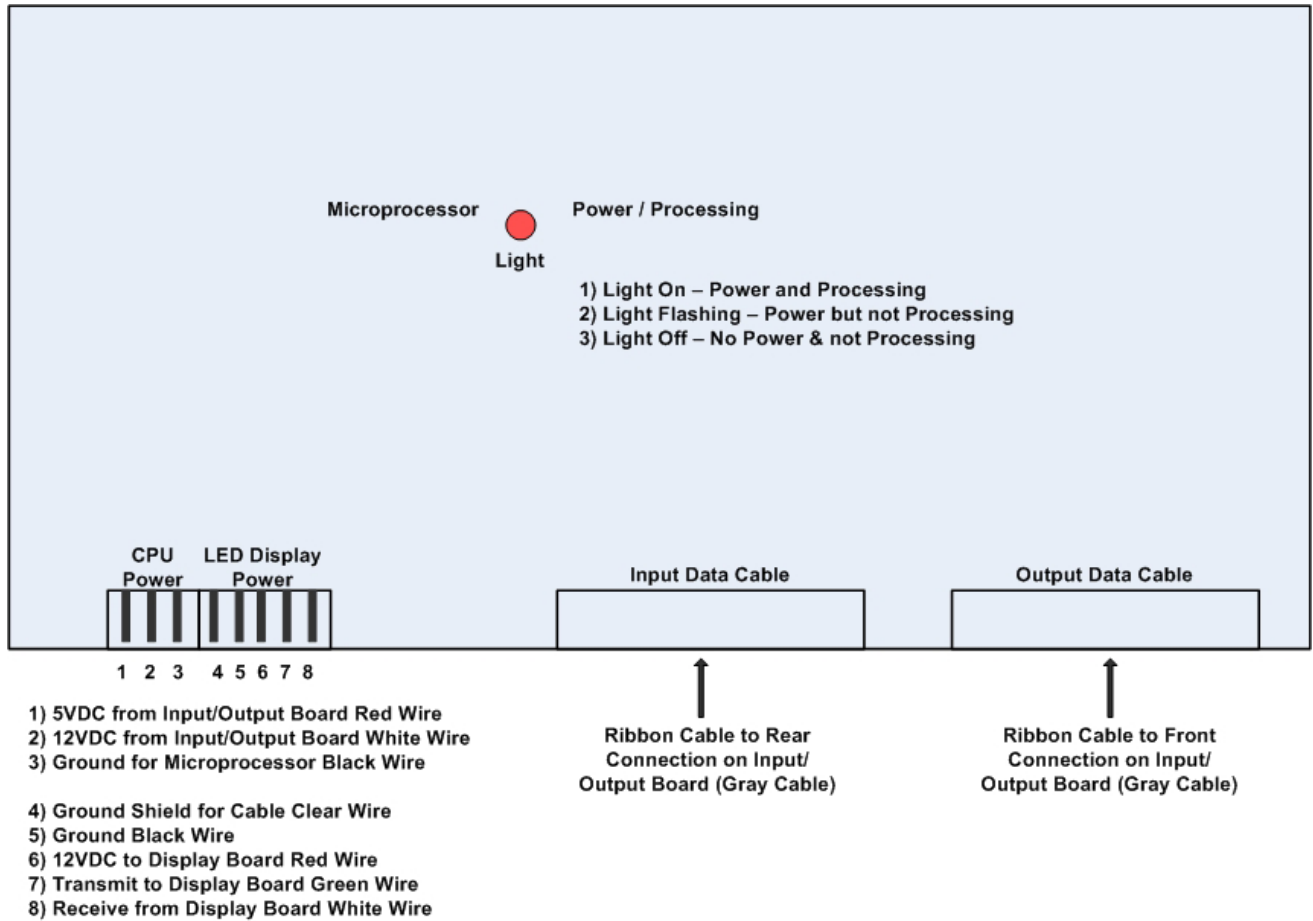 Microprocessor
Power / Processing
Light
1) Light On – Power and Processing
2) Light Flashing – Power but not Processing
3) Light Off – No Power & not Processing
CPU
Power
LED Display
Power
Input Data Cable
Output Data Cable
1 2 3 4 5 6 7 8
1) 5VDC from Input/Output Board Red Wire
2) 12VDC from Input/Output Board White Wire
3) Ground for Microprocessor Black Wire
4) Ground Shield for Cable Clear Wire
5) Ground Black Wire
6) 12VDC to Display Board Red Wire
7) Transmit to Display Board Green Wire
8) Receive from Display Board White Wire
Ribbon Cable to Rear
Connection on Input/
Output Board (Gray Cable)
Ribbon Cable to Front
Connection on Input/
Output Board (Gray Cable)